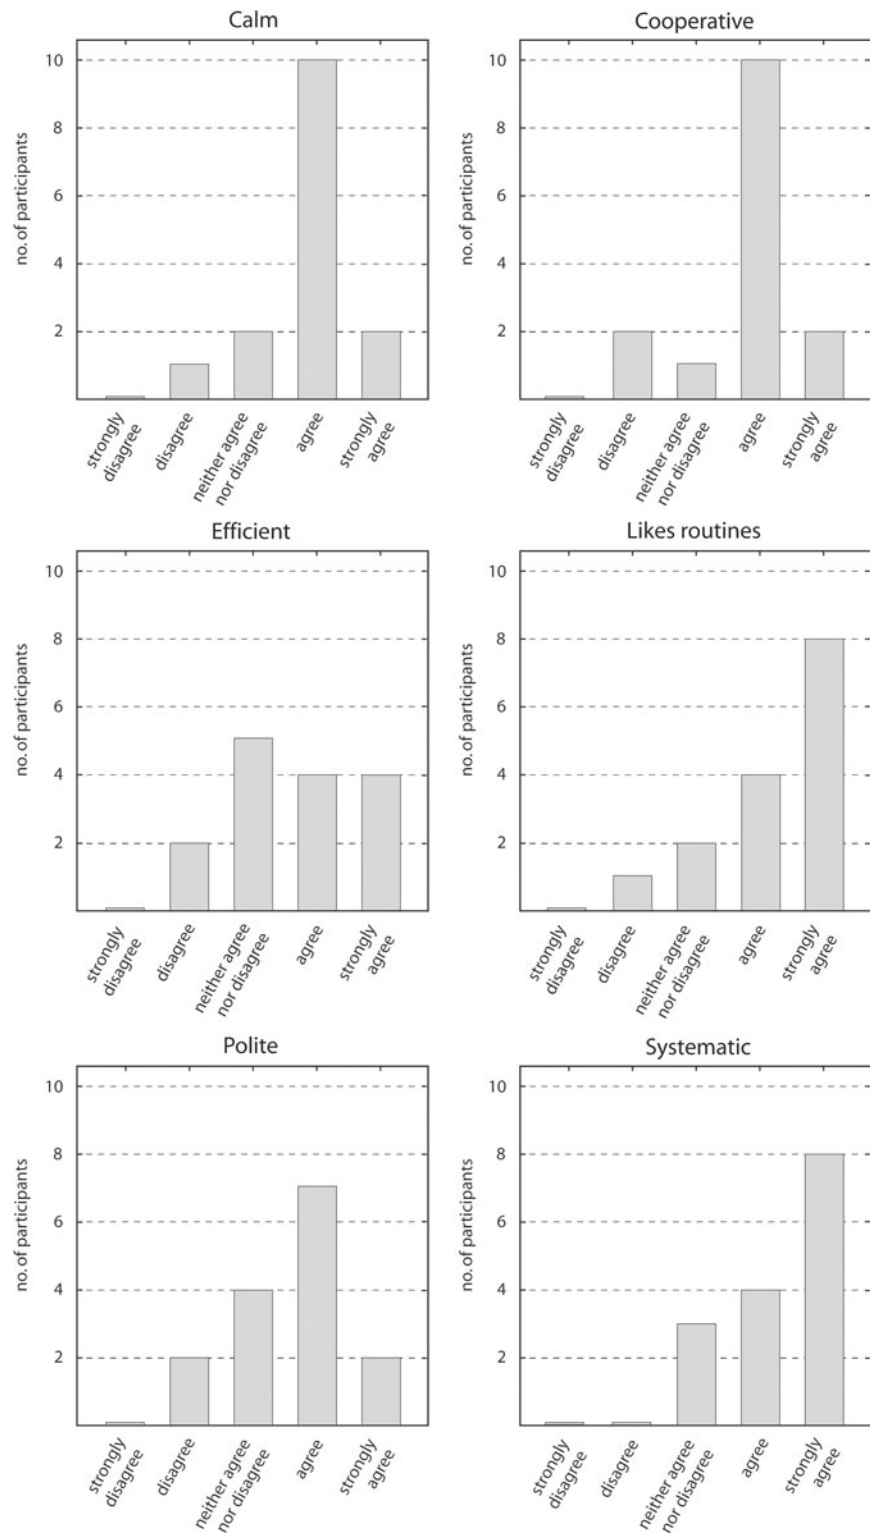 Calm
10
8
6
4
2
no. of participants
strongly
disagree
disagree
neither agree
nor disagree
agree
strongly
agree
Cooperative
10
8
6
4
2
no. of participants
strongly
disagree
disagree
neither agree
nor disagree
agree
strongly
agree
Efficient
10
8
6
4
2
no. of participants
strongly
disagree
disagree
neither agree
nor disagree
agree
strongly
agree
Likes routines
10
8
6
4
2
no. of participants
strongly
disagree
disagree
neither agree
nor disagree
agree
strongly
agree
Polite
10
8
6
4
2
no. of participants
strongly
disagree
disagree
neither agree
nor disagree
agree
strongly
agree
Systematic
10
8
6
4
2
no. of participants
strongly
disagree
disagree
neither agree
nor disagree
agree
strongly
agree